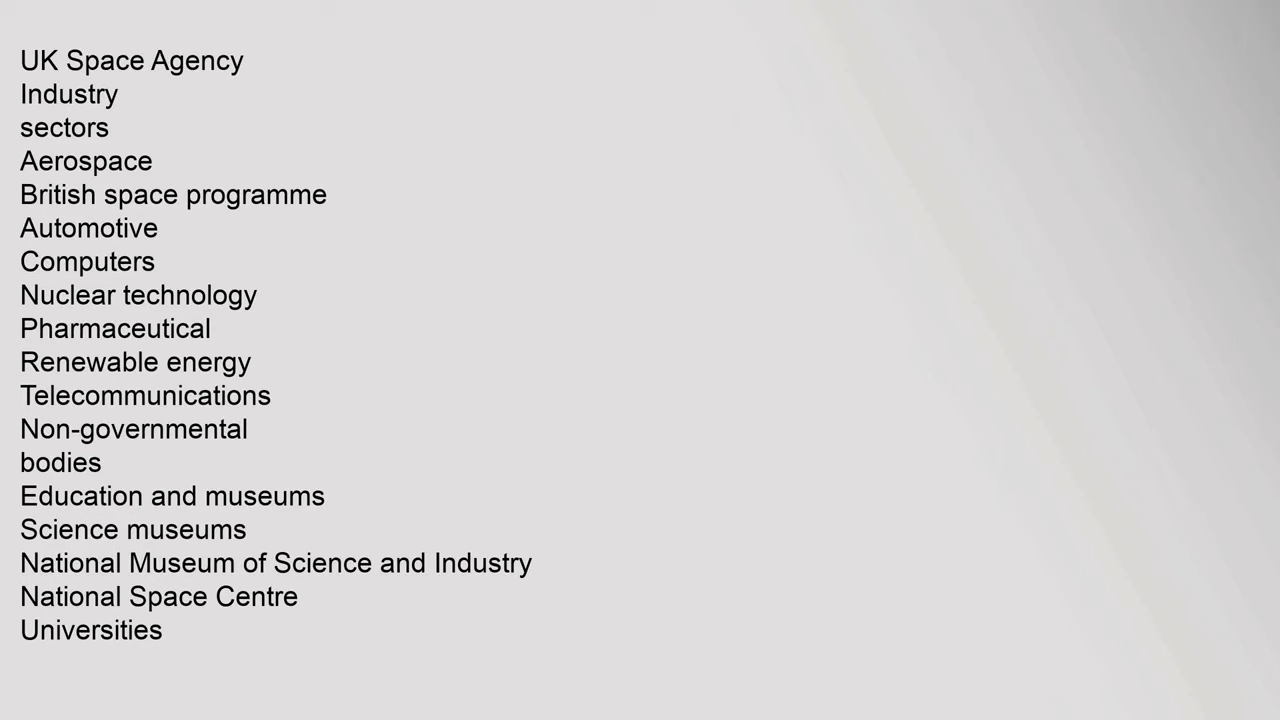 UK Space Agency
Industry
sectors
Aerospace
British space programme
Automotive
Computers
Nuclear technology
Pharmaceutical
Renewable energy
Telecommunications
Non-governmental
bodies
Education and museums
Science museums
National Museum of Science and Industry
National Space Centre
Universities